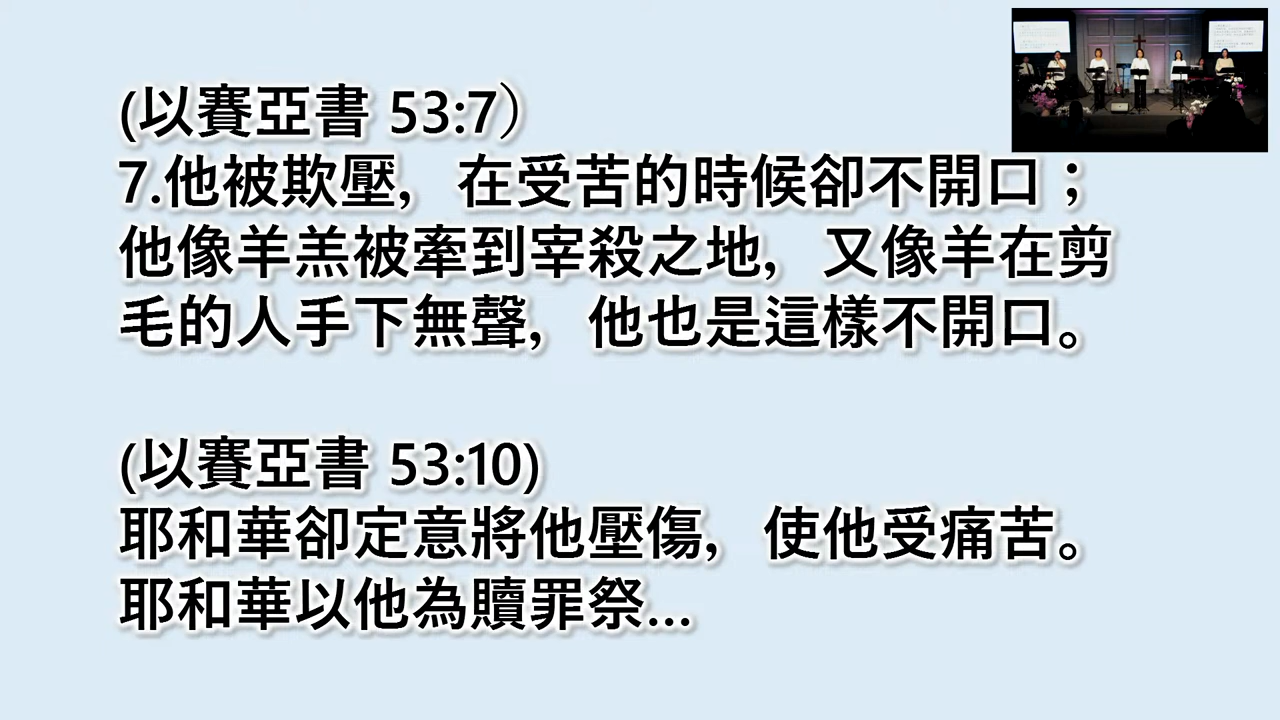 (以賽亞書 53:7）
7.他被欺壓，在受苦的時候卻不開口；
他像羊羔被牽到宰殺之地，又像羊在剪
毛的人手下無聲，他也是這樣不開口。
(以賽亞書 53:10)
耶和華卻定意將他壓傷，使他受痛苦。
耶和華以他為贖罪祭...